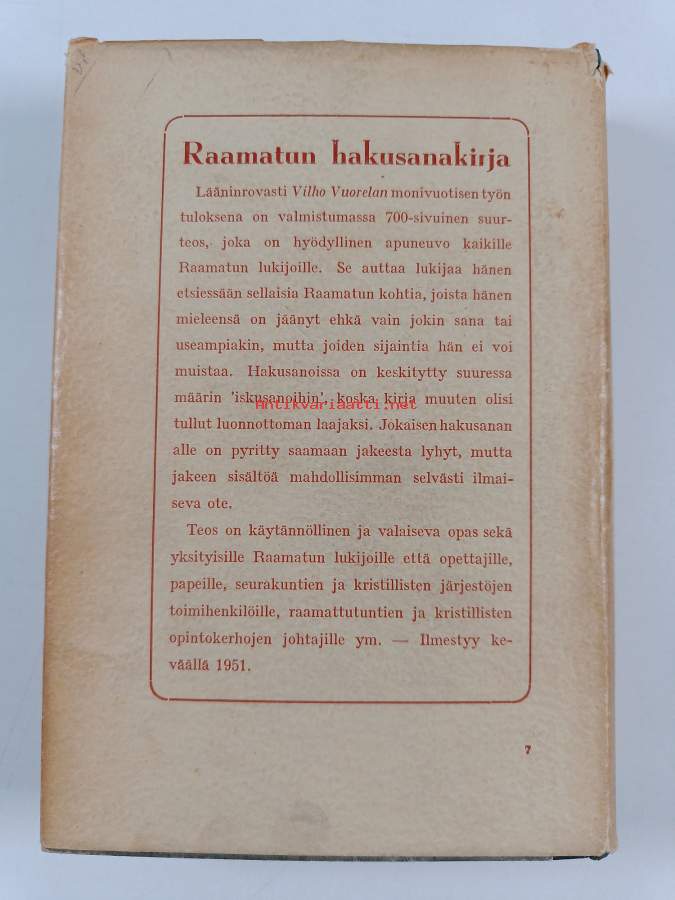 Raamatun hakusanakirja
Lääninrovasti Vilho Vuorelan monivuotisen työn
tuloksena on valmistumassa 700-sivuinen suur-
teos, joka on hyödyllinen apuneuvo kaikille
Raamatun lukijoille. Se auttaa lukijaa hänen
etsiessään sellaisia Raamatun kohtia, joista hänen
mieleensä on jäänyt ehkä vain jokin sana tai
useampiakin, mutta joiden sijaintia hän ei voi
muistaa. Hakusanoissa on keskitytty suuressa
määrin 'iskusanoihin', koska kirja muuten olisi
Antikvariaatti.net
tullut luonnottoman laajaksi. Jokaisen hakusanan
alle on pyritty saamaan jakeesta lyhyt, mutta
jakeen sisältöä mahdollisimman selvästi ilmai-
seva ote.
Teos on käytännöllinen ja valaiseva opas sekä
yksityisille Raamatun lukijoille että opettajille,
papeille, seurakuntien ja kristillisten järjestöjen
toimihenkilöille, raamattutuntien ja kristillisten
opintokerhojen johtajille ym. — Ilmestyy ke-
väällä 1951.
7